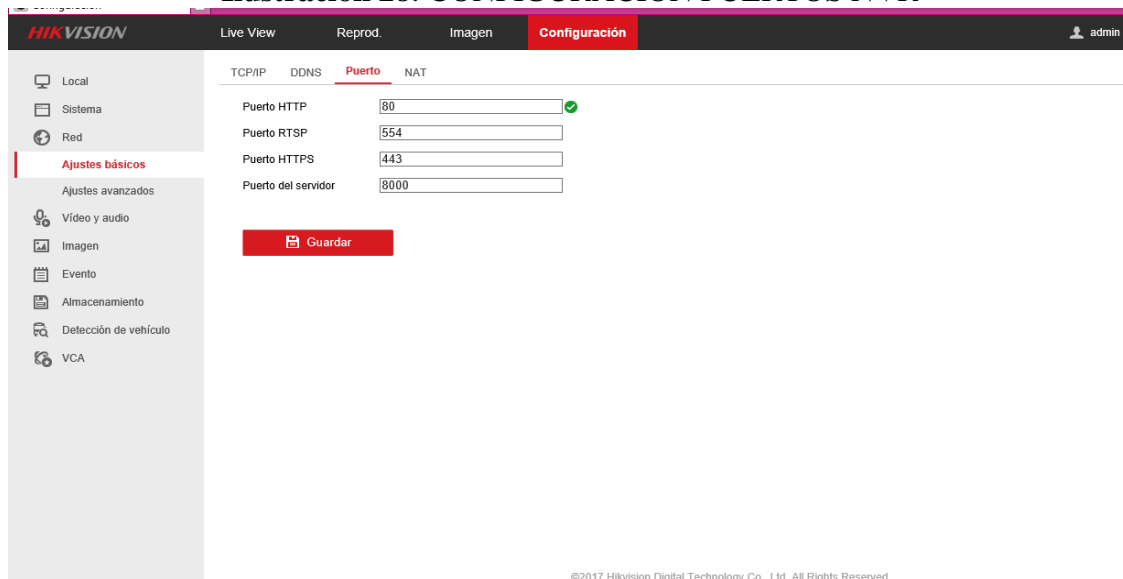 HIKVISION
Live View Reprod. Imagen Configuración admin
Local
Sistema
Red
Ajustes básicos
Ajustes avanzados
Vídeo y audio
Imagen
Evento
Almacenamiento
Detección de vehículo
VCA
TCP/IP DDNS Puerto NAT
Puerto HTTP 80
Puerto RTSP 554
Puerto HTTPS 443
Puerto del servidor 8000
Guardar
©2017 Hikvision Digital Technology Co., Ltd. All Rights Reserved.